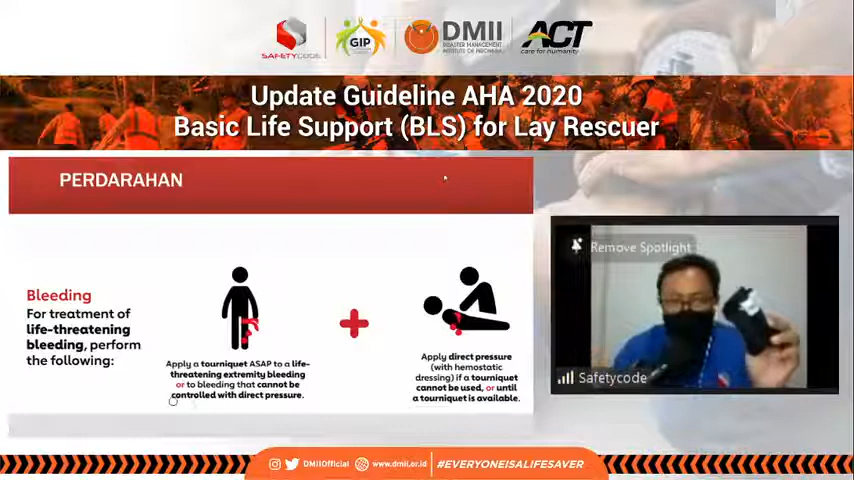 SAFETYCODE
GIP
DMII
DISASTER MANAGEMENT
INSTITUTE OF INDONESIA
ACT
care for humanity
Update Guideline AHA 2020
Basic Life Support (BLS) for Lay Rescuer
PERDARAHAN
Remove Spotlight
Bleeding
For treatment of
life-threatening
bleeding, perform
the following:
Apply a tourniquet ASAP to a life-
threatening extremity bleeding
or to bleeding that cannot be
controlled with direct pressure.
Apply direct pressure
(with hemostatic
dressing) if a tourniquet
cannot be used, or until
a tourniquet is available.
Safetycode
DMIIOfficial
www.dmii.or.id
#EVERYONEISALIFESAVER